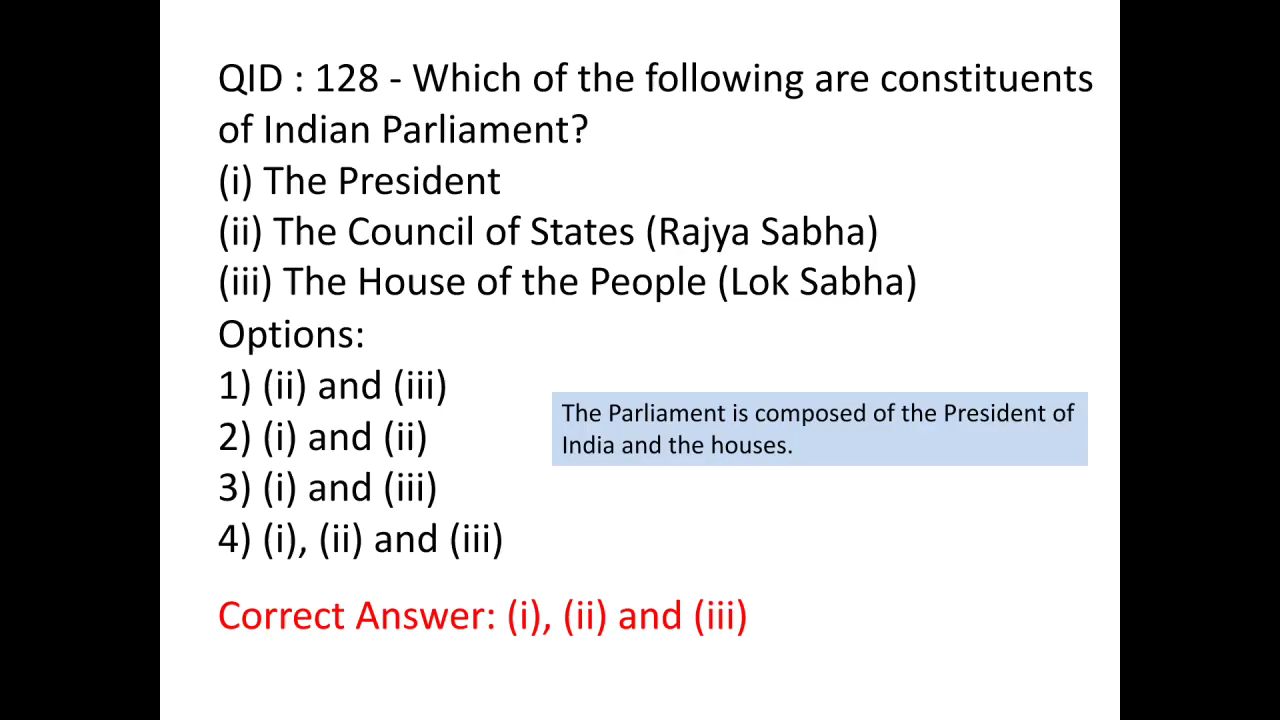 QID : 128 - Which of the following are constituents
of Indian Parliament?
(i) The President
(ii) The Council of States (Rajya Sabha)
(iii) The House of the People (Lok Sabha)
Options:
1) (ii) and (iii)
2) (i) and (ii)
3) (i) and (iii)
4) (i), (ii) and (iii)
The Parliament is composed of the President of
India and the houses.
Correct Answer: (i), (ii) and (iii)